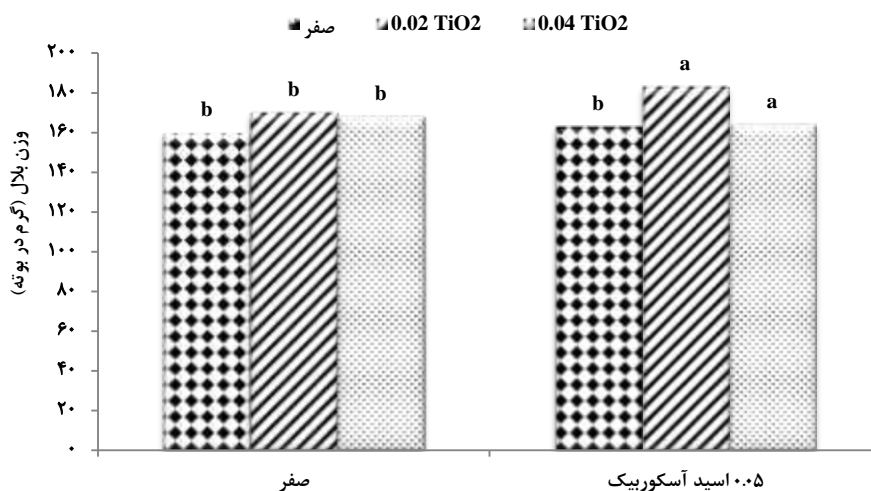 صفر 0.02 TiO2 0.04 TiO2
۲۰۰
۱۸۰
۱۶۰
۱۴۰
۱۲۰
۱۰۰
۸۰
۶۰
۴۰
۲۰
۰
وزن بلال (گرم در بوته)
b b b b a a
صفر
۰.۰۵ اسید آسکوربیک